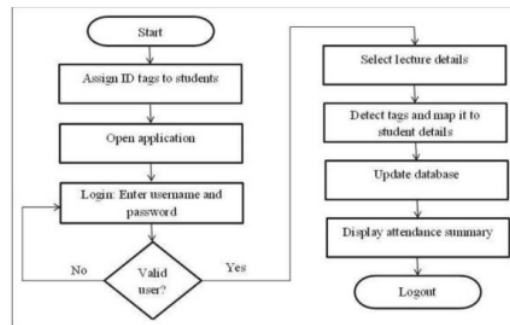 Start
Assign ID tags to students
Open application
Login: Enter username and
password
No
Valid
user?
Yes
Select lecture details
Detect tags and map it to
student details
Update database
Display attendance summary
Logout